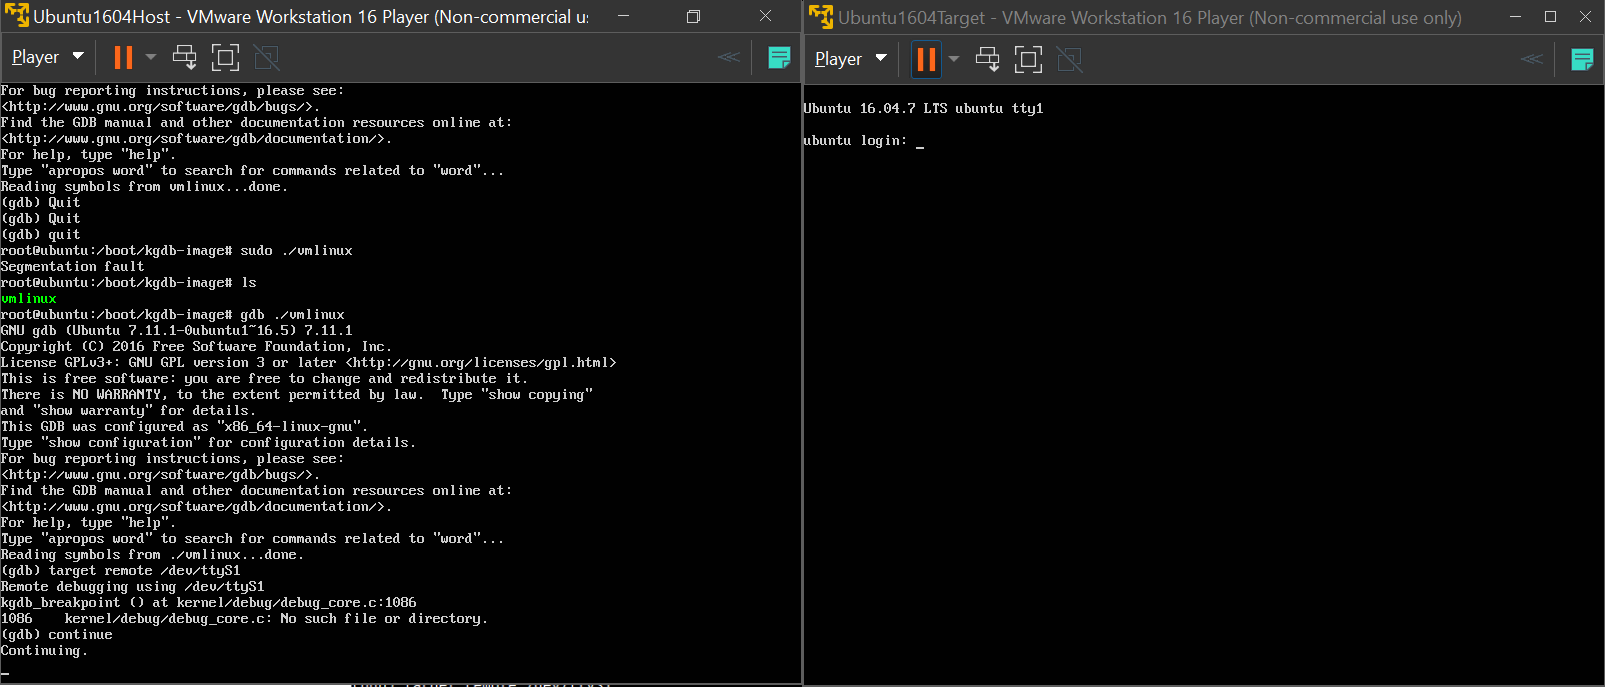 Ubuntu1604Host - VMware Workstation 16 Player (Non-commercial u
Player
For bug reporting instructions, please see:
<http://www.gnu.org/software/gdb/bugs/>.
Find the GDB manual and other documentation resources online at:
<http://www.gnu.org/software/gdb/documentation/>.
For help, type "help".
Type "apropos word" to search for commands related to "word"...
Reading symbols from vmlinux...done.
(gdb) Quit
(gdb) Quit
(gdb) quit
root@ubuntu:/boot/kgdb-image# sudo ./vmlinux
Segmentation fault
root@ubuntu:/boot/kgdb-image# ls
vmlinux
root@ubuntu:/boot/kgdb-image# gdb ./vmlinux
GNU gdb (Ubuntu 7.11.1-0ubuntu1~16.5) 7.11.1
Copyright (C) 2016 Free Software Foundation, Inc.
License GPLv3+: GNU GPL version 3 or later <http://gnu.org/licenses/gpl.html>
This is free software: you are free to change and redistribute it.
There is NO WARRANTY, to the extent permitted by law.  Type "show copying"
and "show warranty" for details.
This GDB was configured as "x86_64-linux-gnu".
Type "show configuration" for configuration details.
For bug reporting instructions, please see:
<http://www.gnu.org/software/gdb/bugs/>.
Find the GDB manual and other documentation resources online at:
<http://www.gnu.org/software/gdb/documentation/>.
For help, type "help".
Type "apropos word" to search for commands related to "word"...
Reading symbols from ./vmlinux...done.
(gdb) target remote /dev/ttyS1
Remote debugging using /dev/ttyS1
kgdb_breakpoint () at kernel/debug/debug_core.c:1086
1086    kernel/debug/debug_core.c: No such file or directory.
(gdb) continue
Continuing.
Ubuntu1604Target - VMware Workstation 16 Player (Non-commercial use only)
Player
Ubuntu 16.04.7 LTS ubuntu tty1
ubuntu login: _